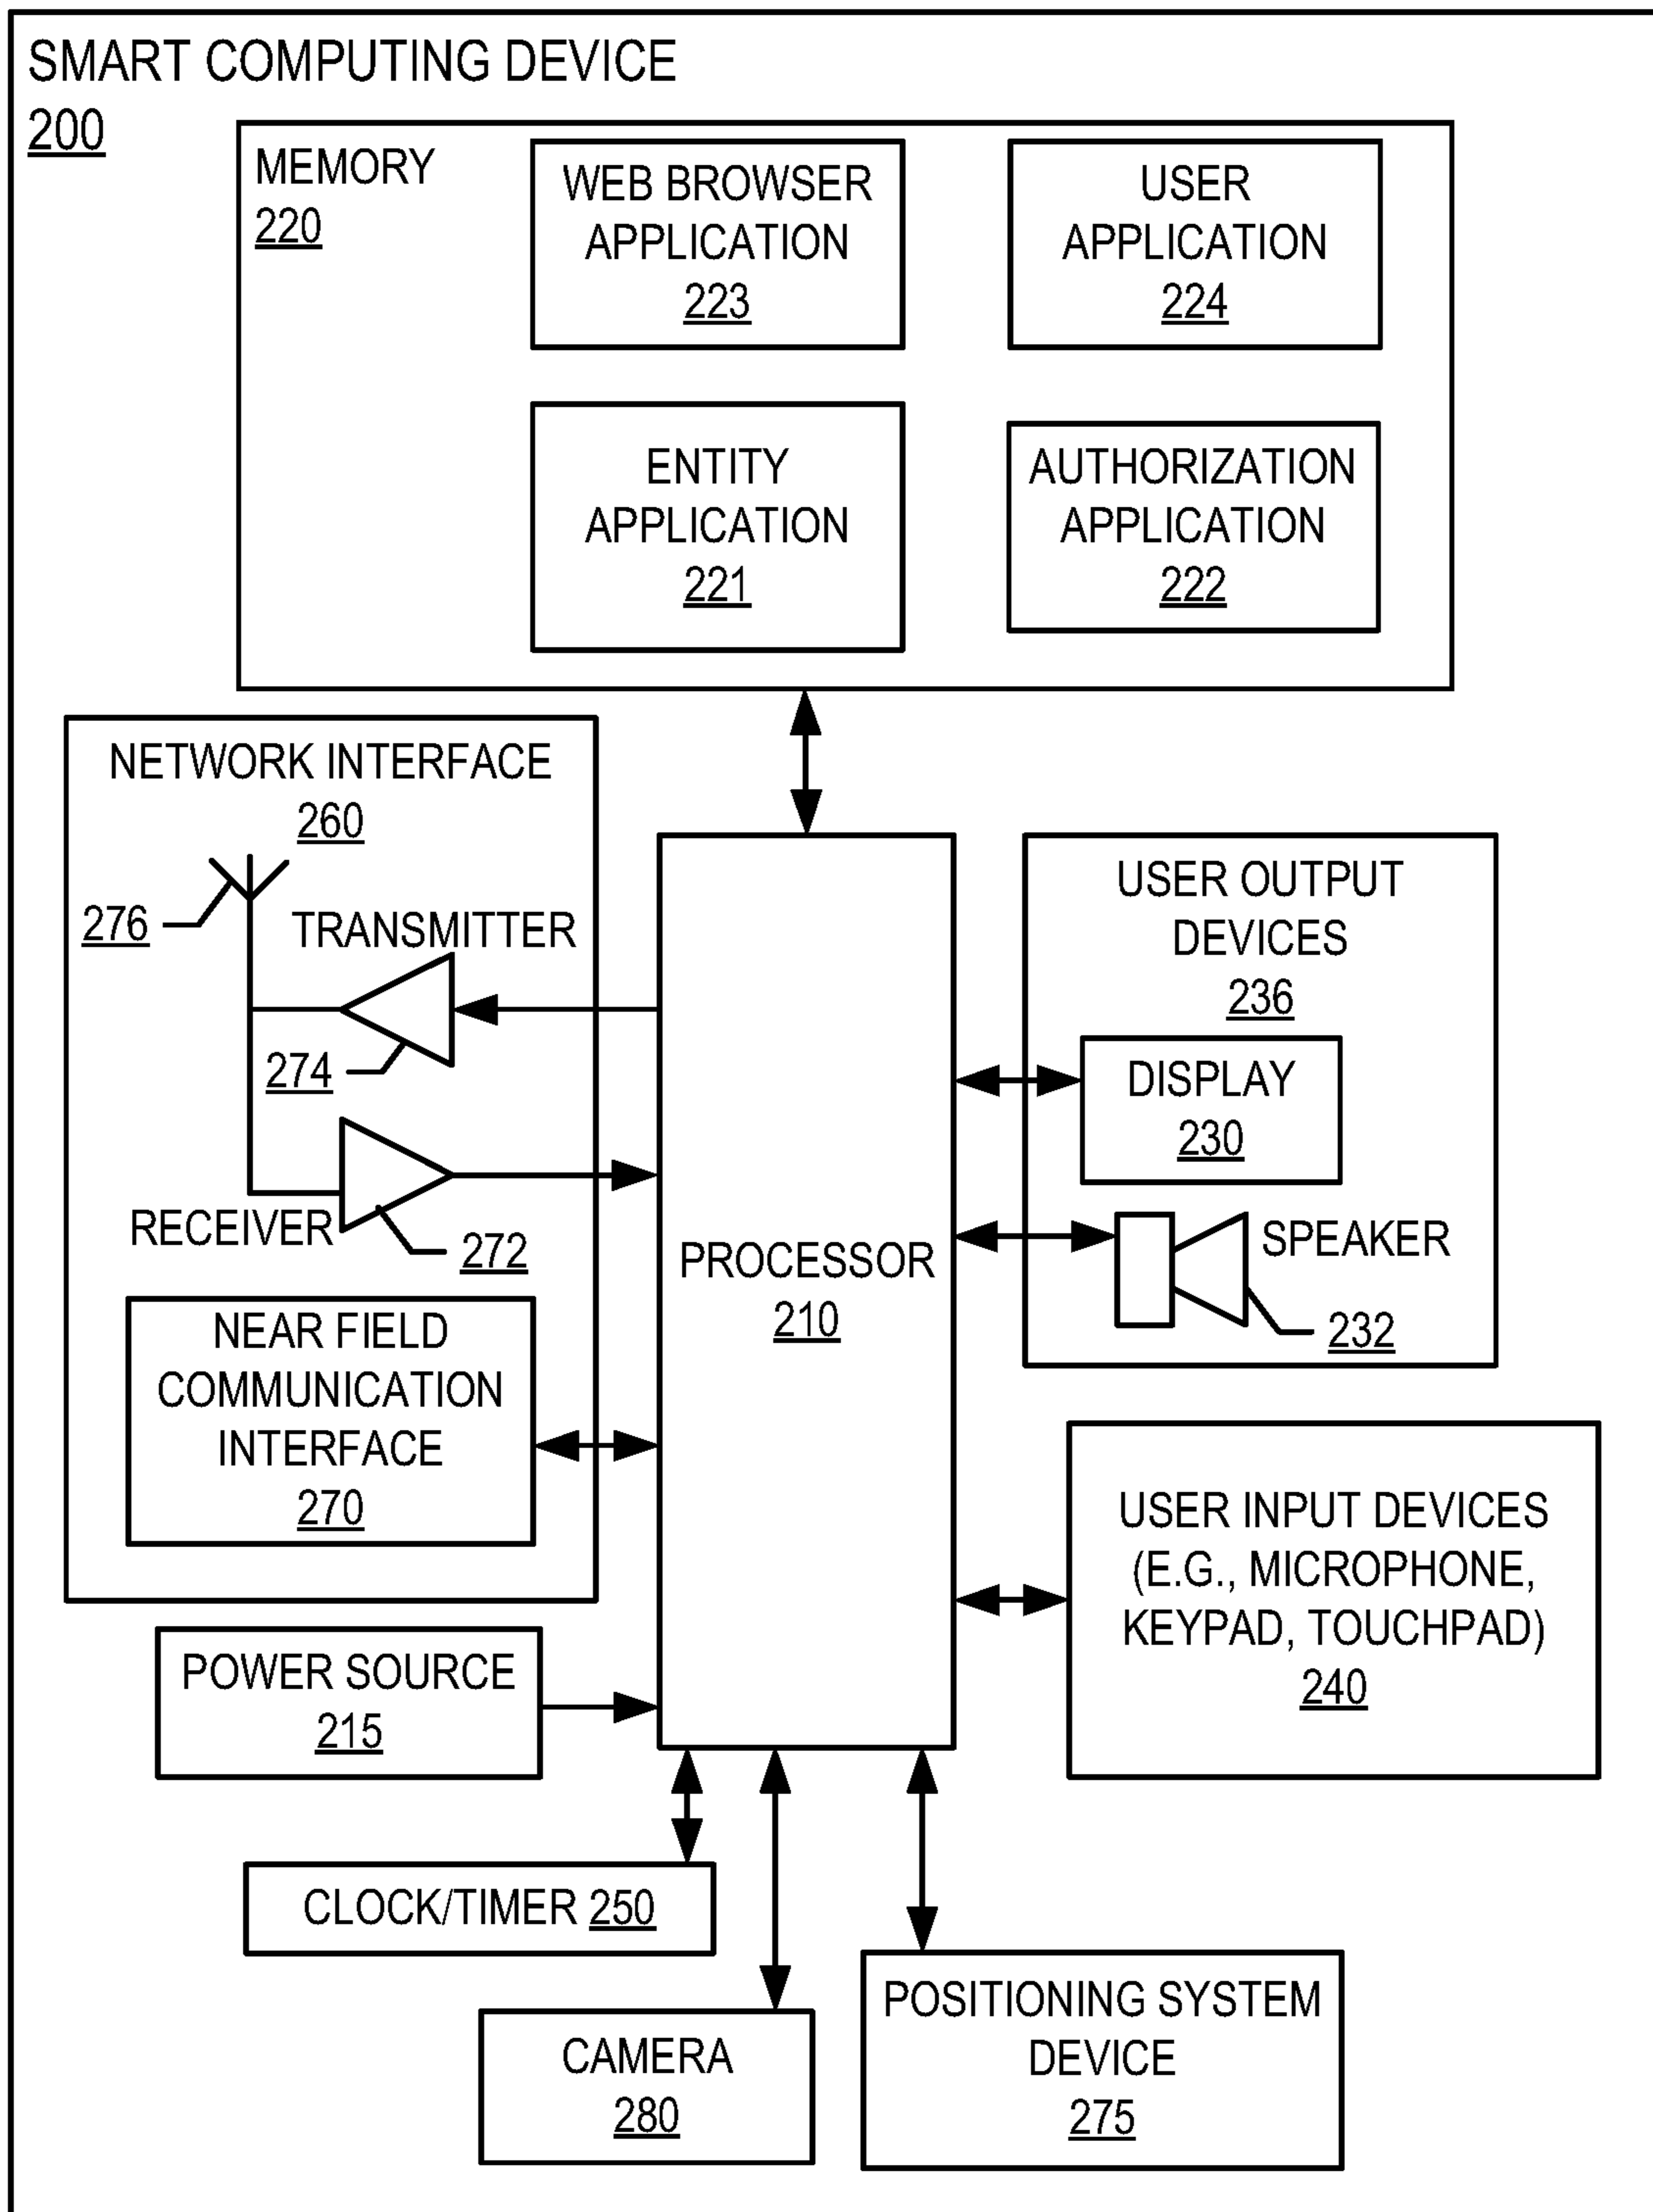 SMART COMPUTING DEVICE
200
MEMORY
220
WEB BROWSER
APPLICATION
223
USER
APPLICATION
224
ENTITY
APPLICATION
221
AUTHORIZATION
APPLICATION
222
NETWORK INTERFACE
260
276
TRANSMITTER
274
RECEIVER
272
NEAR FIELD
COMMUNICATION
INTERFACE
270
PROCESSOR
210
USER OUTPUT
DEVICES
236
DISPLAY
230
SPEAKER
232
USER INPUT DEVICES
(E.G., MICROPHONE,
KEYPAD, TOUCHPAD)
240
POWER SOURCE
215
CLOCK/TIMER 250
CAMERA
280
POSITIONING SYSTEM
DEVICE
275